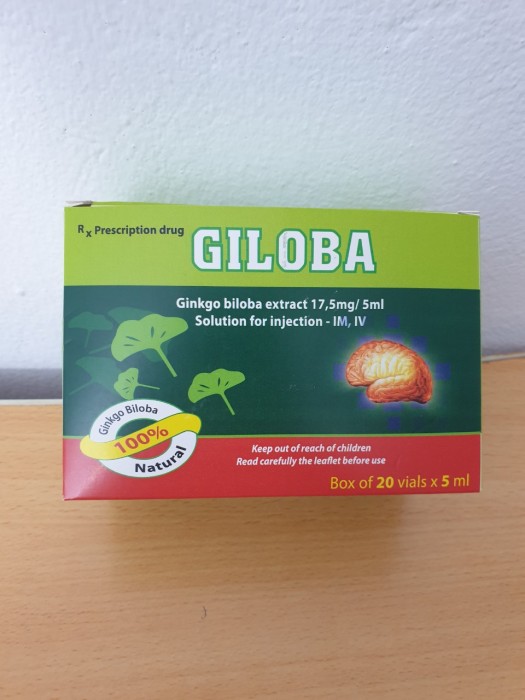 Rx Prescription drug
GILOBA
Ginkgo biloba extract 17,5mg/ 5ml
Solution for injection - IM, IV
Ginkgo Biloba
100%
Natural
Keep out of reach of children
Read carefully the leaflet before use
Box of 20 vials x 5 ml